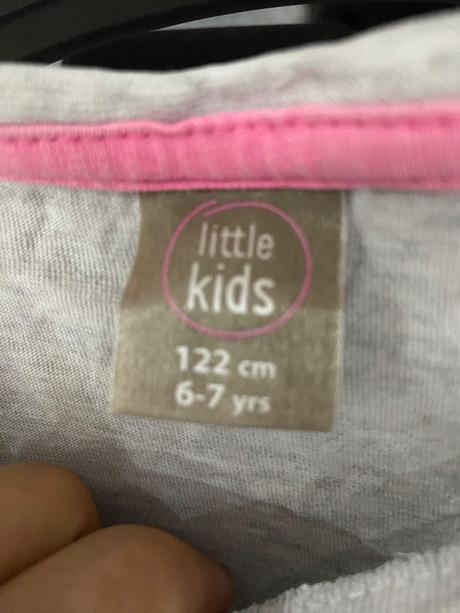 little
kids
122 cm
6-7 yrs